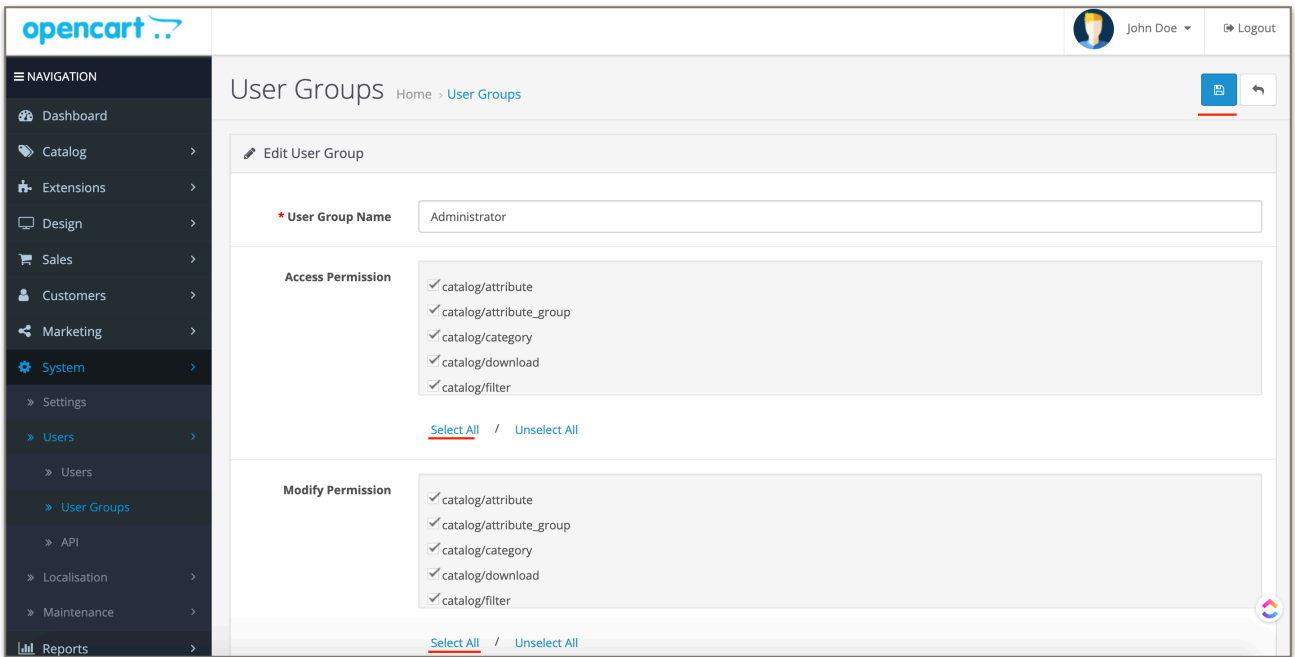 opencart
John Doe
Logout
NAVIGATION
Dashboard
Catalog
Extensions
Design
Sales
Customers
Marketing
System
» Settings
» Users
» Users
» User Groups
» API
» Localisation
» Maintenance
Reports
User Groups Home › User Groups
Edit User Group
* User Group Name Administrator
Access Permission
catalog/attribute
catalog/attribute_group
catalog/category
catalog/download
catalog/filter
Select All / Unselect All
Modify Permission
catalog/attribute
catalog/attribute_group
catalog/category
catalog/download
catalog/filter
Select All / Unselect All